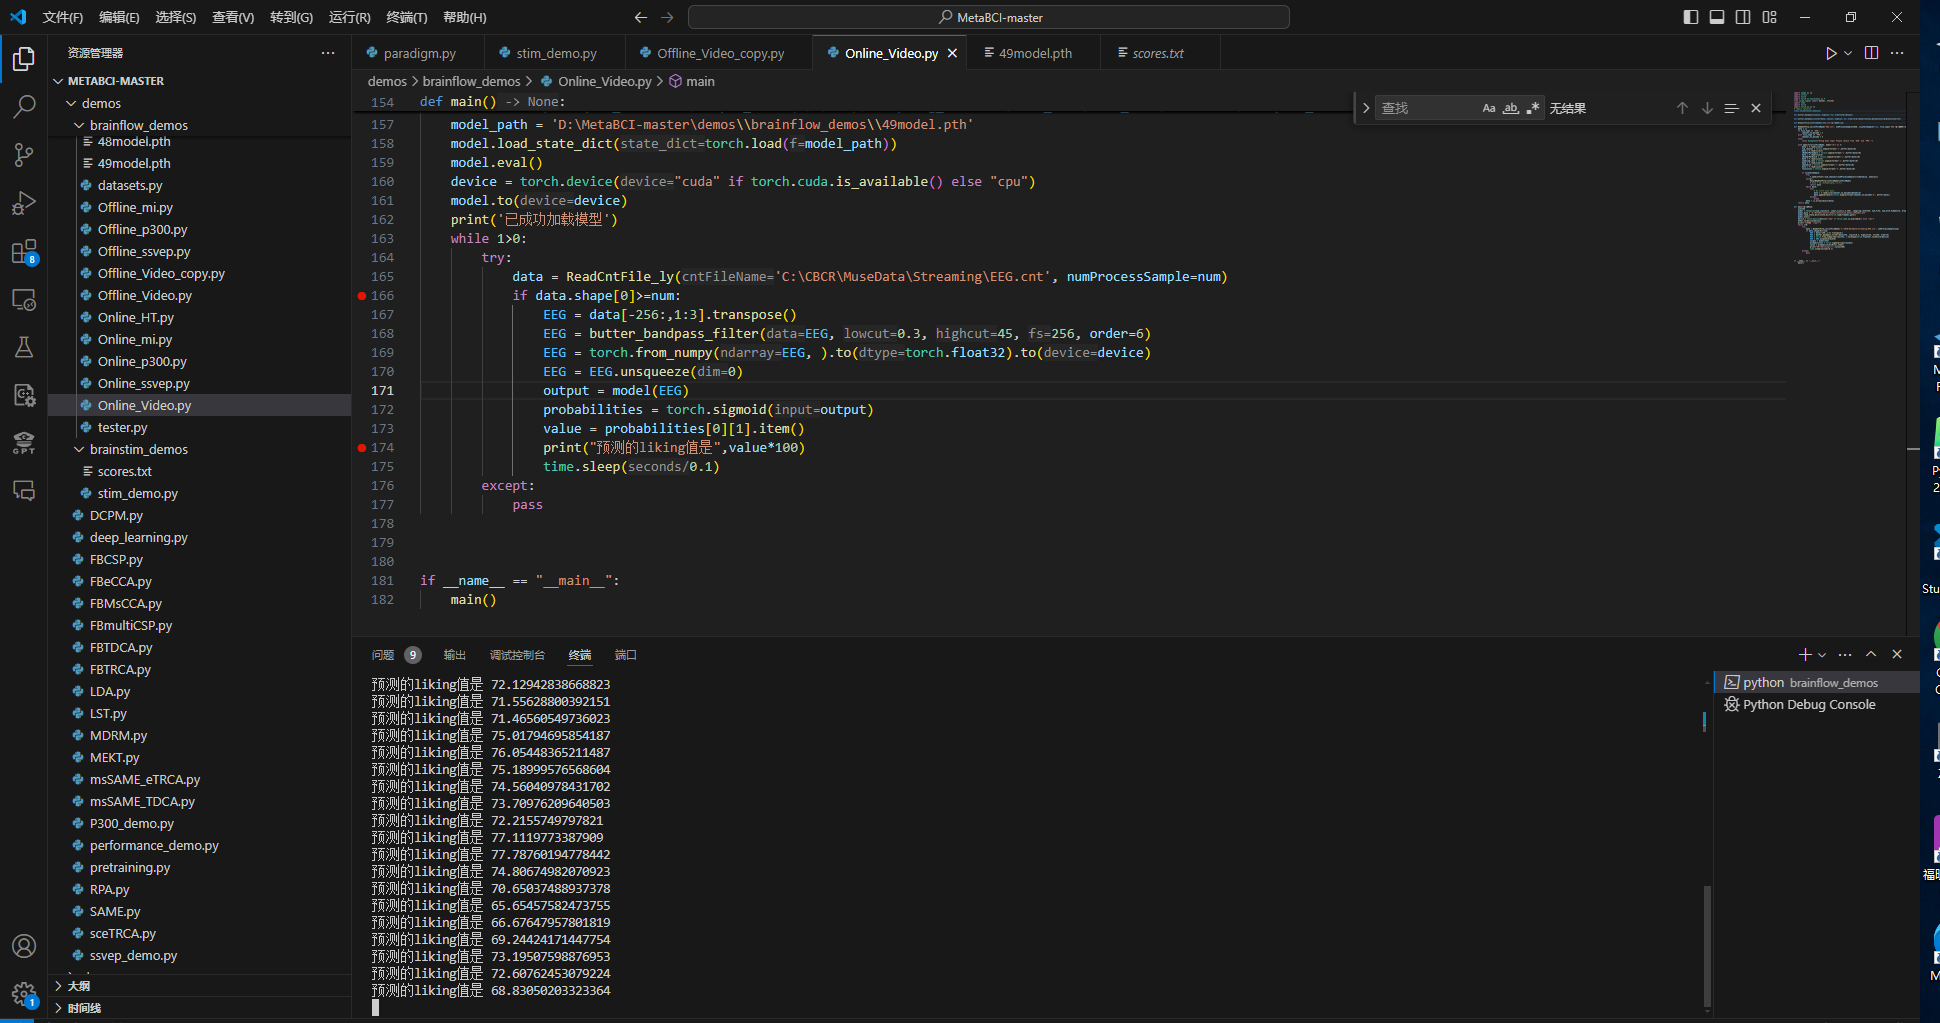 文件(F) 编辑(E) 选择(S) 查看(V) 转到(G) 运行(R) 终端(T) 帮助(H)
MetaBCI-master
资源管理器
METABCI-MASTER
demos
brainflow_demos
48model.pth
49model.pth
datasets.py
Offline_mi.py
Offline_p300.py
Offline_ssvep.py
Offline_Video_copy.py
Offline_Video.py
Online_HT.py
Online_mi.py
Online_p300.py
Online_ssvep.py
Online_Video.py
tester.py
brainstim_demos
scores.txt
stim_demo.py
DCPM.py
deep_learning.py
FBCSP.py
FBeCCA.py
FBMsCCA.py
FBmultiCSP.py
FBTDCA.py
FBTRCA.py
LDA.py
LST.py
MDRM.py
MEKT.py
msSAME_eTRCA.py
msSAME_TDCA.py
P300_demo.py
performance_demo.py
pretraining.py
RPA.py
SAME.py
sceTRCA.py
ssvep_demo.py
大纲
时间线
8
GPT
1
paradigm.py stim_demo.py Offline_Video_copy.py Online_Video.py 49model.pth scores.txt
demos > brainflow_demos > Online_Video.py > main
查找 Aa ab .* 无结果
154 def main() -> None:
157 model_path = 'D:\MetaBCI-master\demos\\brainflow_demos\\49model.pth'
158 model.load_state_dict(state_dict=torch.load(f=model_path))
159 model.eval()
160 device = torch.device(device="cuda" if torch.cuda.is_available() else "cpu")
161 model.to(device=device)
162 print('已成功加载模型')
163 while 1>0:
164 try:
165 data = ReadCntFile_ly(cntFileName='C:\CBCR\MuseData\Streaming\EEG.cnt', numProcessSample=num)
166 if data.shape[0]>=num:
167 EEG = data[-256:,1:3].transpose()
168 EEG = butter_bandpass_filter(data=EEG, lowcut=0.3, highcut=45, fs=256, order=6)
169 EEG = torch.from_numpy(ndarray=EEG, ).to(dtype=torch.float32).to(device=device)
170 EEG = EEG.unsqueeze(dim=0)
171 output = model(EEG)
172 probabilities = torch.sigmoid(input=output)
173 value = probabilities[0][1].item()
174 print("预测的liking值是",value*100)
175 time.sleep(seconds/0.1)
176 except:
177 pass
178
179
180
181 if __name__ == "__main__":
182 main()
问题 9 输出 调试控制台 终端 端口
预测的liking值是 72.12942838668823
预测的liking值是 71.55628800392151
预测的liking值是 71.46560549736023
预测的liking值是 75.01794695854187
预测的liking值是 76.05448365211487
预测的liking值是 75.18999576568604
预测的liking值是 74.56040978431702
预测的liking值是 73.70976209640503
预测的liking值是 72.2155749797821
预测的liking值是 77.1119773387909
预测的liking值是 77.78760194778442
预测的liking值是 74.80674982070923
预测的liking值是 70.65037488937378
预测的liking值是 65.65457582473755
预测的liking值是 66.67647957801819
预测的liking值是 69.24424171447754
预测的liking值是 73.19507598876953
预测的liking值是 72.60762453079224
预测的liking值是 68.83050203323364
python brainflow_demos
Python Debug Console